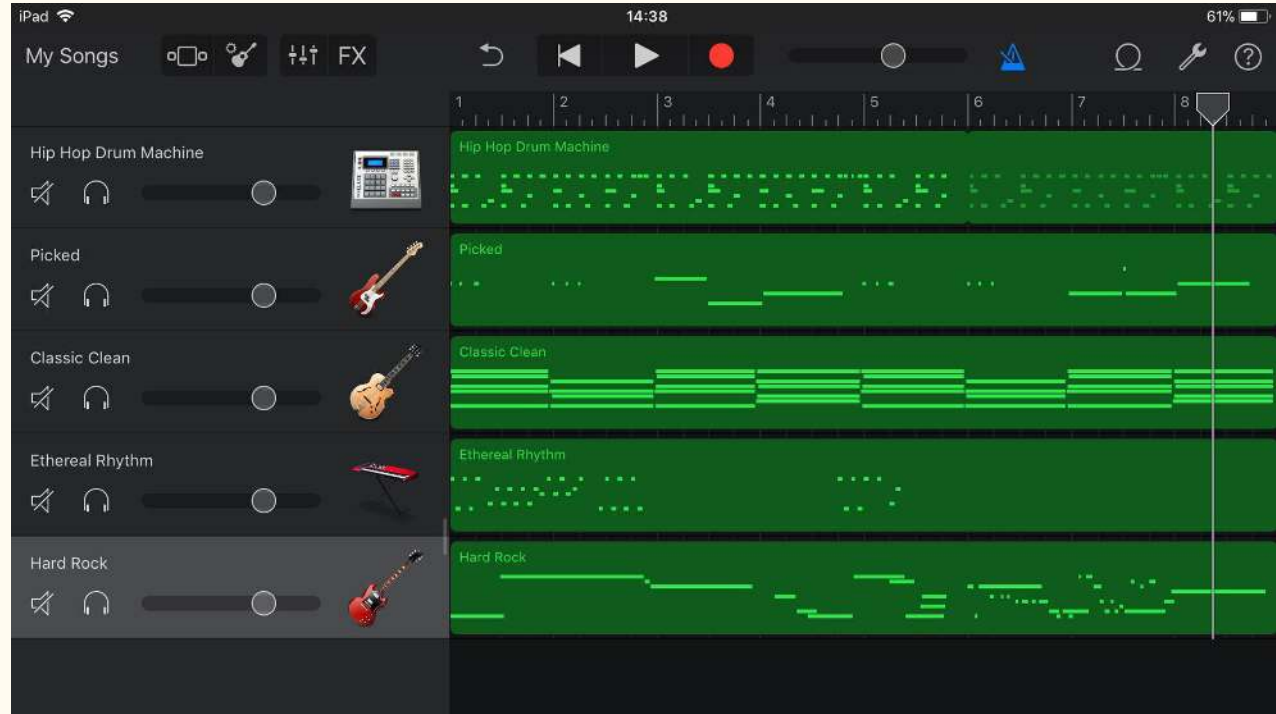 iPad 14:38 61%
My Songs FX ?
1 2 3 4 5 6 7 8
Hip Hop Drum Machine
Hip Hop Drum Machine
Picked
Picked
Classic Clean
Classic Clean
Ethereal Rhythm
Ethereal Rhythm
Hard Rock
Hard Rock